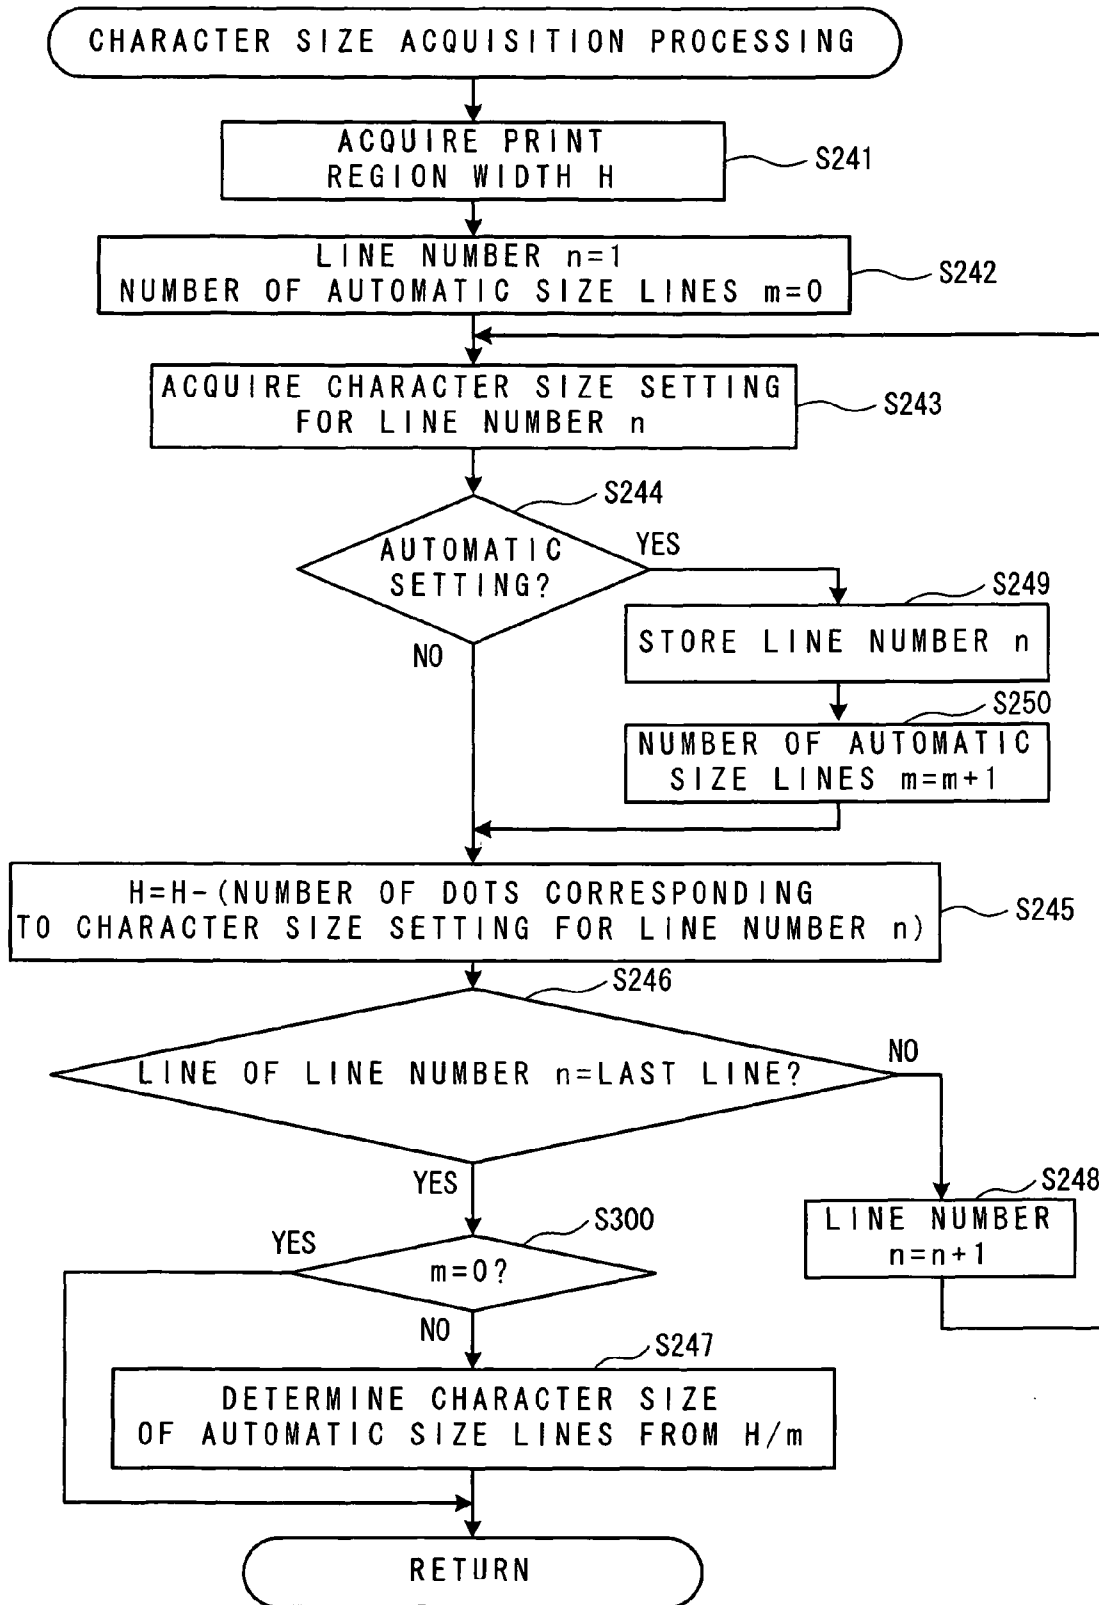 CHARACTER SIZE ACQUISITION PROCESSING
ACQUIRE PRINT
REGION WIDTH H
S241
LINE NUMBER n=1
NUMBER OF AUTOMATIC SIZE LINES m=0
S242
ACQUIRE CHARACTER SIZE SETTING
FOR LINE NUMBER n
S243
S244
AUTOMATIC
SETTING?
YES
NO
S249
STORE LINE NUMBER n
S250
NUMBER OF AUTOMATIC
SIZE LINES m=m+1
H=H-(NUMBER OF DOTS CORRESPONDING
TO CHARACTER SIZE SETTING FOR LINE NUMBER n)
S245
S246
LINE OF LINE NUMBER n=LAST LINE?
NO
YES
S248
LINE NUMBER
n=n+1
S300
YES
m=0?
NO
S247
DETERMINE CHARACTER SIZE
OF AUTOMATIC SIZE LINES FROM H/m
RETURN